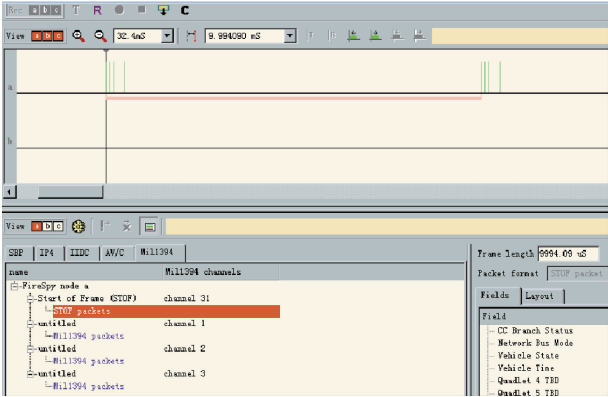 Rec a b c T R C
View a b c 32.4mS 9.994090 mS
a
b
View a b c
SBP IP4 IIDC AV/C Mil1394
name Mil1394 channels
FireSpy node a
Start of Frame (STOF) channel 31
STOF packets
untitled channel 1
Mil1394 packets
untitled channel 2
Mil1394 packets
untitled channel 3
Mil1394 packets
Frame length 9994.09 uS
Packet format STOF packet
Fields Layout
Field
CC Branch Status
Network Bus Mode
Vehicle State
Vehicle Time
Quadlet 4 TBD
Quadlet 5 TBD